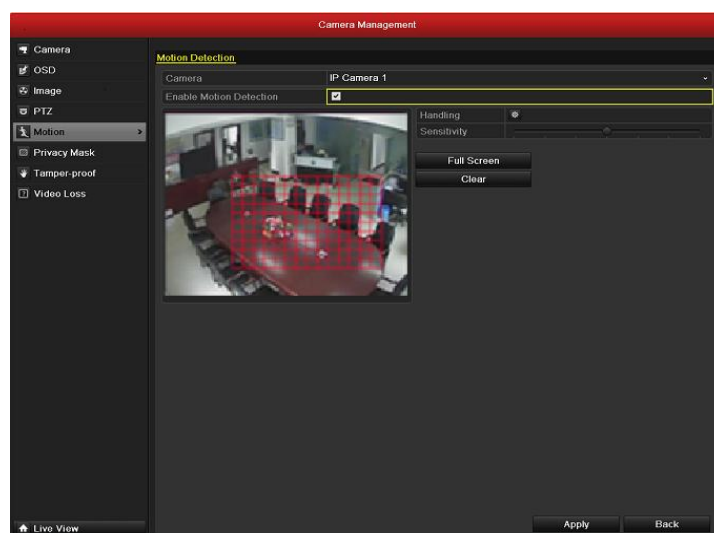 Camera Management
Camera
OSD
Image
PTZ
Motion >
Privacy Mask
Tamper-proof
Video Loss
Live View
Motion Detection
Camera IP Camera 1
Enable Motion Detection
Handling
Sensitivity
Full Screen
Clear
Apply
Back